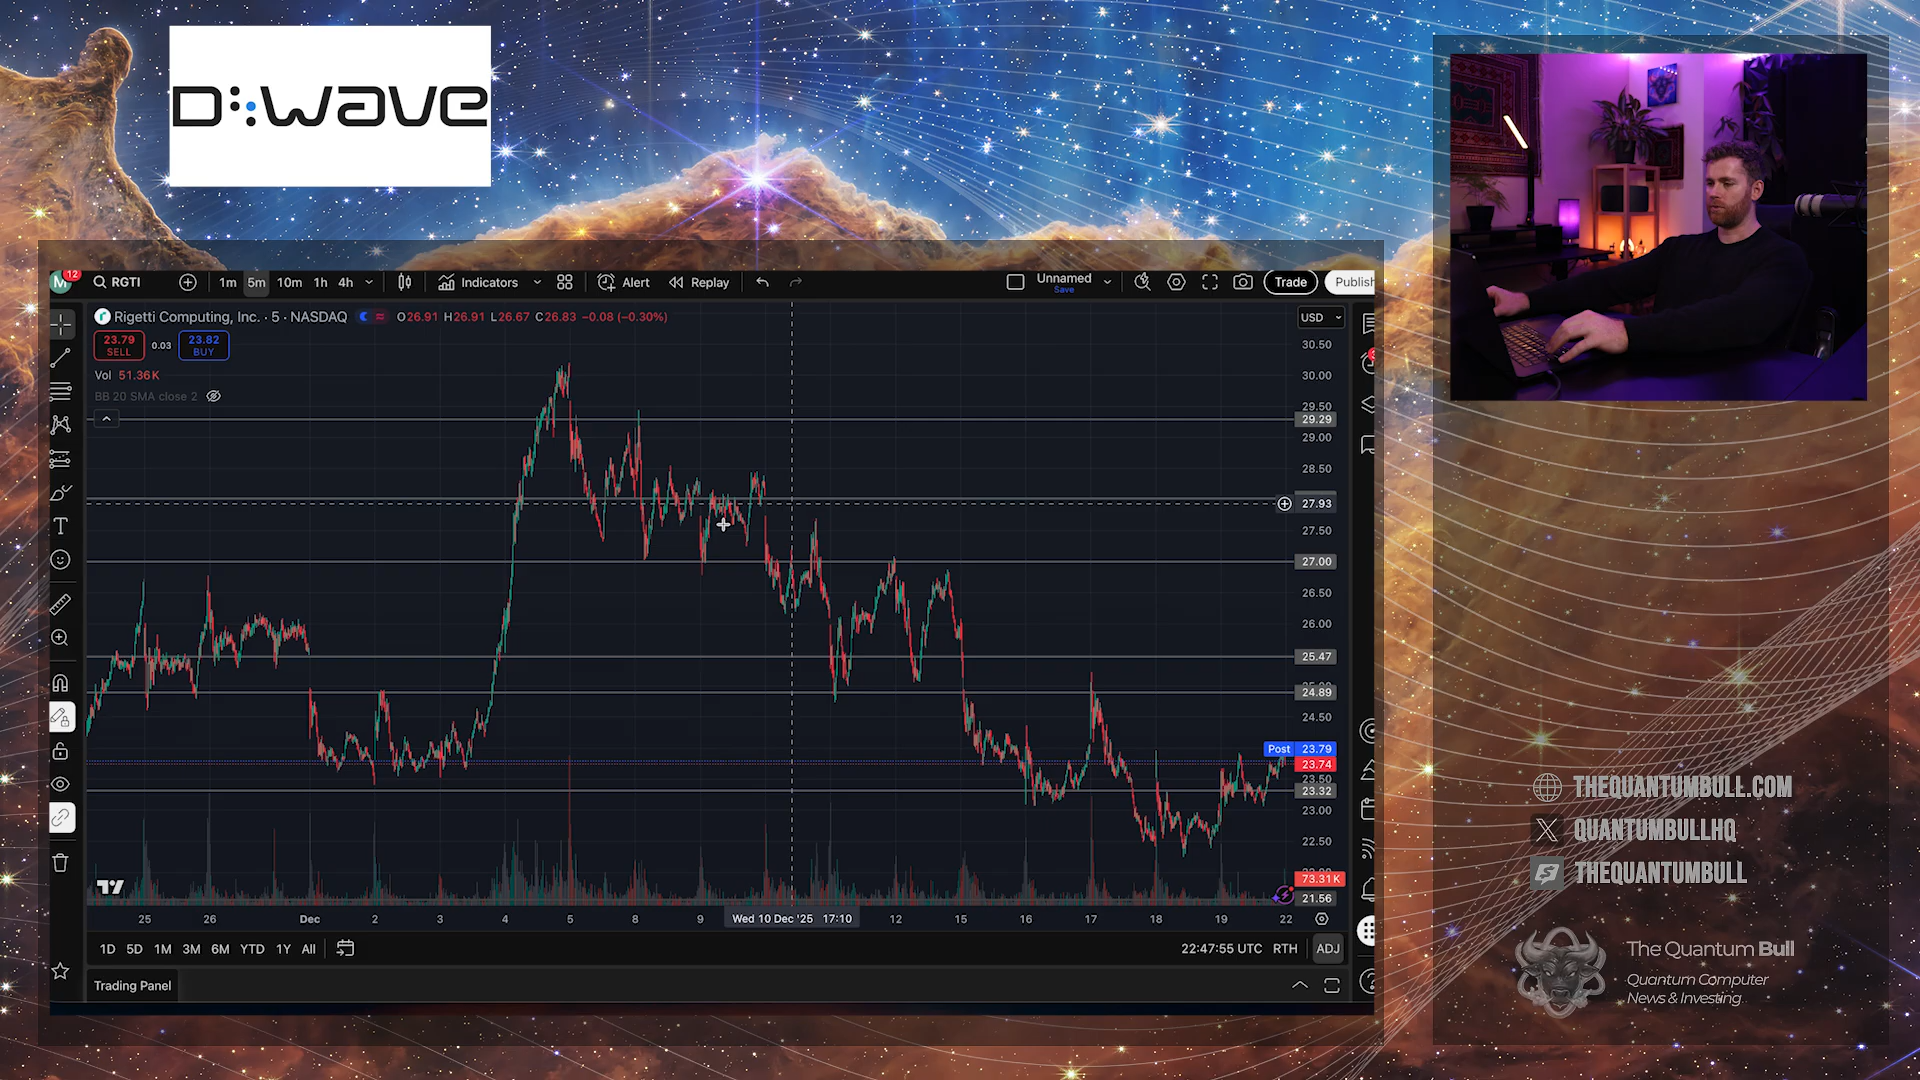 D:WAVE
M 12 RGTI 1m 5m 10m 1h 4h Indicators Alert Replay Unnamed Save Trade Publish
Rigetti Computing, Inc. · 5 · NASDAQ O26.91 H26.91 L26.67 C26.83 −0.08 (−0.30%) USD
23.79 SELL 0.03 23.82 BUY
Vol 51.36K
BB 20 SMA close 2
30.50
30.00
29.50
29.29
29.00
28.50
27.93
27.50
27.00
26.50
26.00
25.47
24.89
24.50
Post 23.79
23.74
23.50
23.32
23.00
22.50
73.31K
21.56
25 26 Dec 2 3 4 5 8 9 Wed 10 Dec '25 17:10 12 15 16 17 18 19 22
1D 5D 1M 3M 6M YTD 1Y All 22:47:55 UTC RTH ADJ
Trading Panel
THEQUANTUMBULL.COM
QUANTUMBULLHQ
THEQUANTUMBULL
The Quantum Bull
Quantum Computer
News & Investing